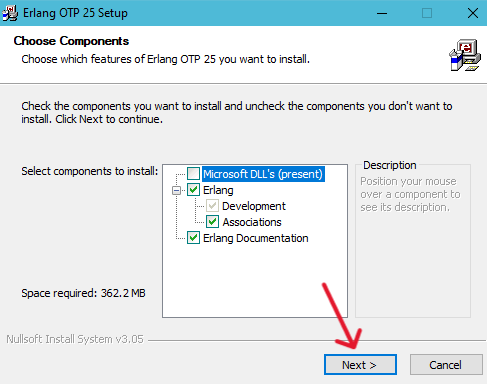 Erlang OTP 25 Setup
Choose Components
Choose which features of Erlang OTP 25 you want to install.
Check the components you want to install and uncheck the components you don't want to
install. Click Next to continue.
Select components to install:
Microsoft DLL's (present)
Erlang
Development
Associations
Erlang Documentation
Description
Position your mouse
over a component to
see its description.
Space required: 362.2 MB
Nullsoft Install System v3.05
Next >
Cancel